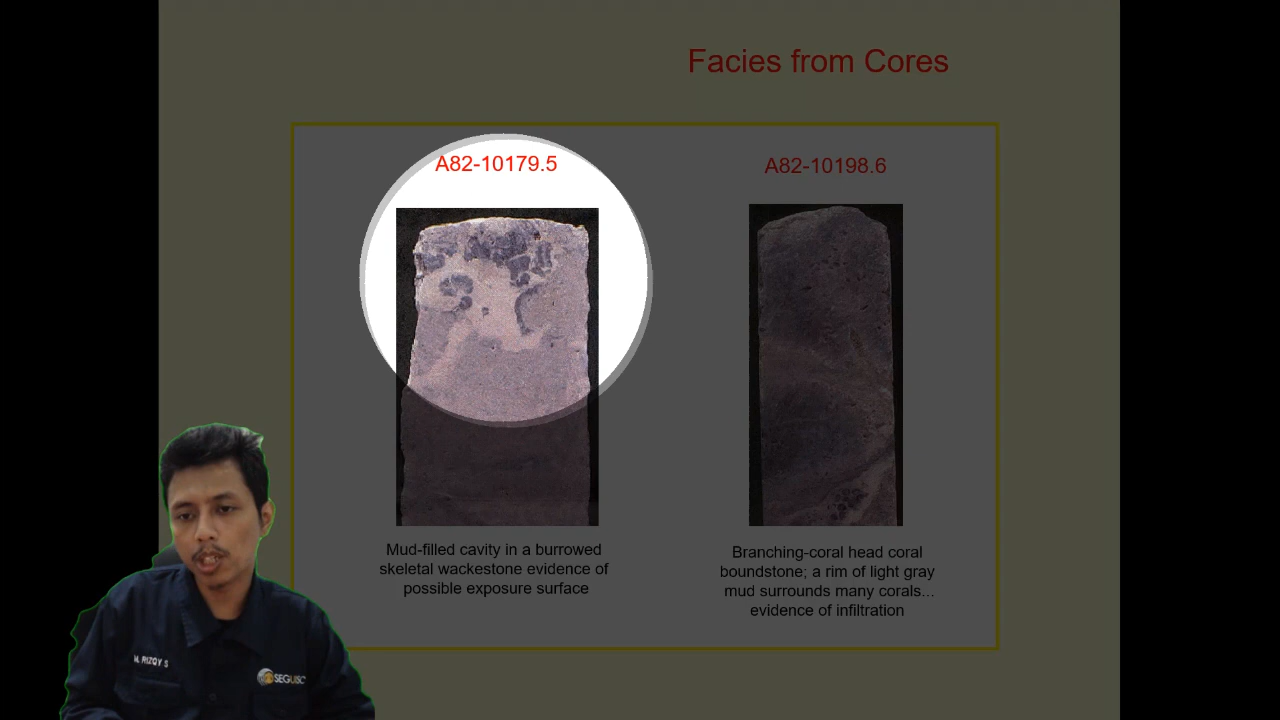 Facies from Cores
A82-10179.5
A82-10198.6
Mud-filled cavity in a burrowed
skeletal wackestone evidence of
possible exposure surface
Branching-coral head coral
boundstone; a rim of light gray
mud surrounds many corals...
evidence of infiltration
M. RIZQY S